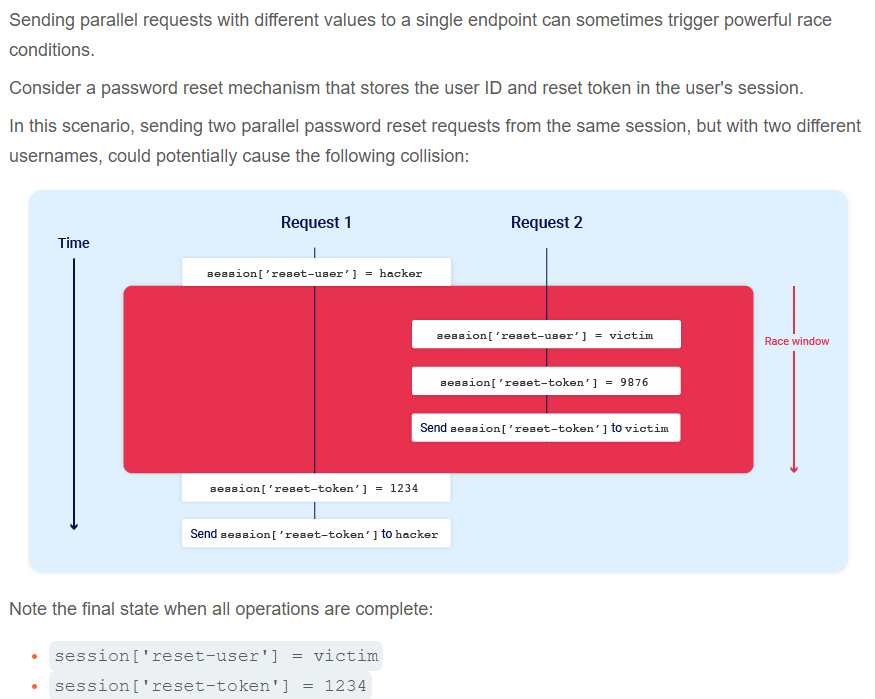 Sending parallel requests with different values to a single endpoint can sometimes trigger powerful race
conditions.
Consider a password reset mechanism that stores the user ID and reset token in the user's session.
In this scenario, sending two parallel password reset requests from the same session, but with two different
usernames, could potentially cause the following collision:
Request 1
Request 2
Time
session['reset-user'] = hacker
session['reset-user'] = victim
Race window
session['reset-token'] = 9876
Send session['reset-token'] to victim
session['reset-token'] = 1234
Send session['reset-token'] to hacker
Note the final state when all operations are complete:
• session['reset-user'] = victim
• session['reset-token'] = 1234